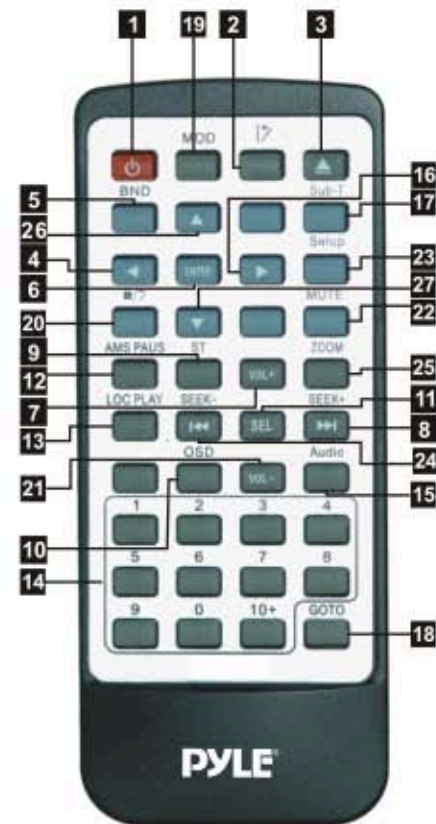 1 19 2 3
MOD
BND Sub-T
5 16
26 17
Setup
4 ENTER 23
6 27
MUTE
20 22
9
AMS PAUS ST ZOOM
12 VOL+ 25
7 11
LOC PLAY SEEK- SEEK+
13 SEL 8
24
OSD Audio
21 VOL- 15
10
1 2 3 4
14
5 6 7 8
9 0 10+ GOTO
18
PYLE